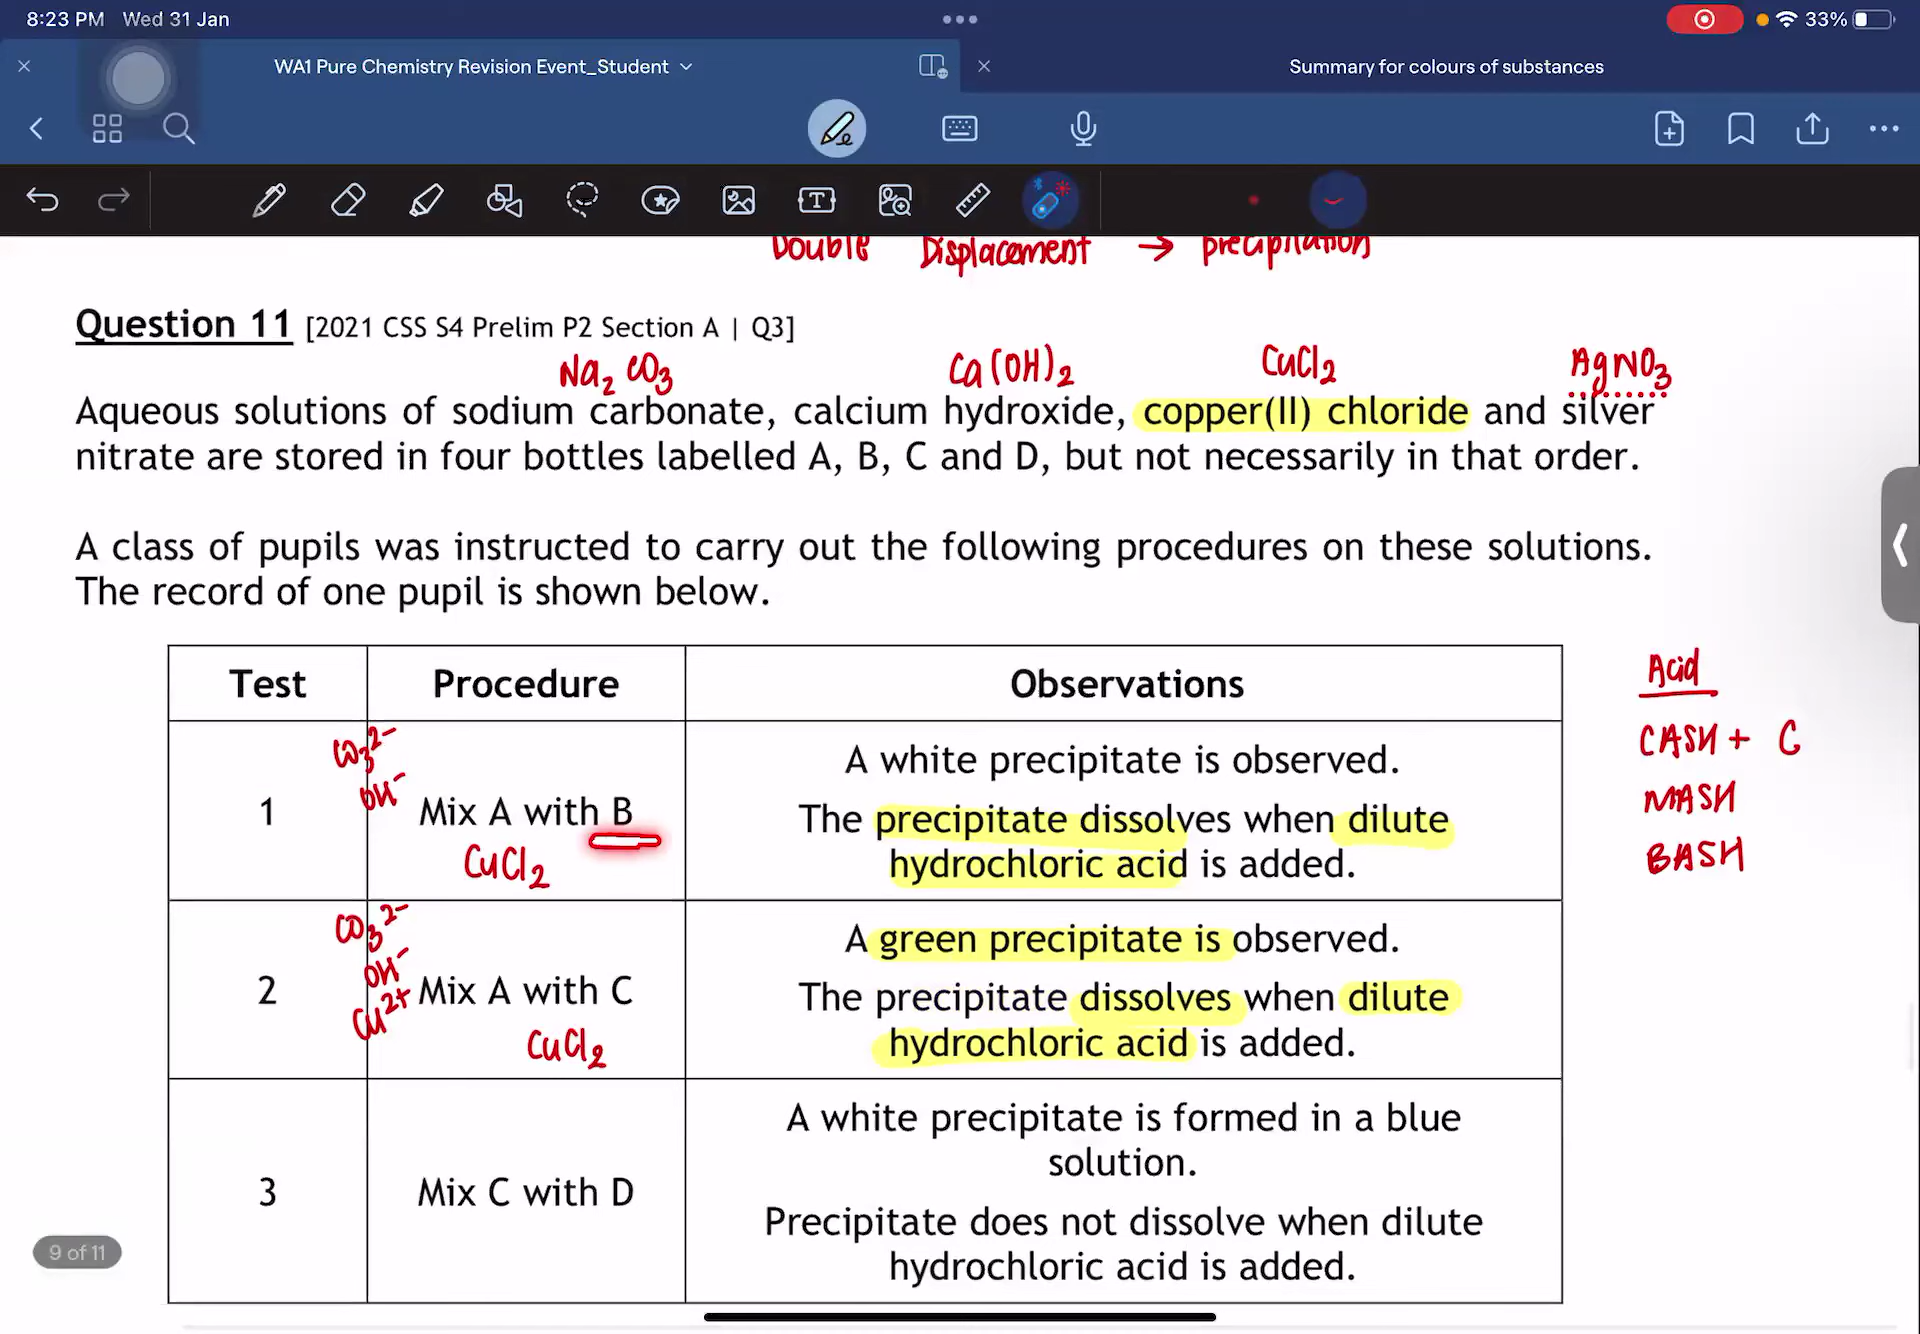 8:23 PM Wed 31 Jan
33%
WA1 Pure Chemistry Revision Event_Student
Summary for colours of substances
Double Displacement → precipitation
Question 11 [2021 CSS S4 Prelim P2 Section A | Q3]
Na₂CO₃ Ca(OH)₂ CuCl₂ AgNO₃
Aqueous solutions of sodium carbonate, calcium hydroxide, copper(II) chloride and silver
nitrate are stored in four bottles labelled A, B, C and D, but not necessarily in that order.
A class of pupils was instructed to carry out the following procedures on these solutions.
The record of one pupil is shown below.
Test Procedure Observations
CO₃²⁻
OH⁻
1 Mix A with B
CuCl₂
A white precipitate is observed.
The precipitate dissolves when dilute
hydrochloric acid is added.
CO₃²⁻
OH⁻
Cu²⁺
2 Mix A with C
CuCl₂
A green precipitate is observed.
The precipitate dissolves when dilute
hydrochloric acid is added.
3 Mix C with D
A white precipitate is formed in a blue
solution.
Precipitate does not dissolve when dilute
hydrochloric acid is added.
Acid
CASH + C
MASH
BASH
9 of 11